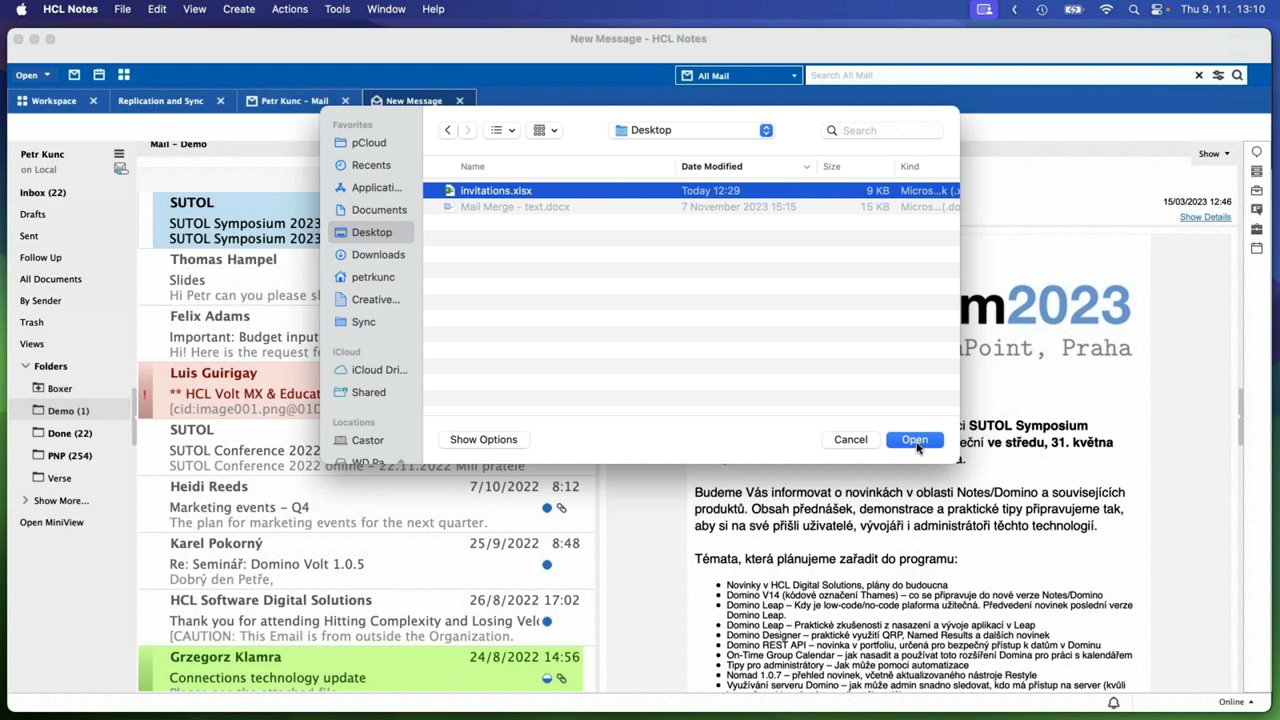 HCL Notes File Edit View Create Actions Tools Window Help Thu 9. 11. 13:10
New Message - HCL Notes
Open All Mail Search All Mail
Workspace Replication and Sync Petr Kunc – Mail New Message
Petr Kunc
on Local
Inbox (22)
Drafts
Sent
Follow Up
All Documents
By Sender
Trash
Views
Folders
Boxer
Demo (1)
Done (22)
PNP (254)
Verse
Show More...
Open MiniView
Mail – Demo
SUTOL
SUTOL Symposium 2023
SUTOL Symposium 2023
Thomas Hampel
Slides
Hi Petr can you please s
Felix Adams
Important: Budget input
Hi! Here is the request f
Luis Guirigay
** HCL Volt MX & Educat
[cid:image001.png@01D
SUTOL
SUTOL Conference 2022
SUTOL Conference 2022 online – 22.11.2022 Milí přátelé
Heidi Reeds 7/10/2022 8:12
Marketing events – Q4
The plan for marketing events for the next quarter.
Karel Pokorný 25/9/2022 8:48
Re: Seminář: Domino Volt 1.0.5
Dobrý den Petře,
HCL Software Digital Solutions 26/8/2022 17:02
Thank you for attending Hitting Complexity and Losing Velo
[CAUTION: This Email is from outside the Organization.
Grzegorz Klamra 24/8/2022 14:56
Connections technology update
Favorites
pCloud
Recents
Applicati...
Documents
Desktop
Downloads
petrkunc
Creative...
Sync
iCloud
iCloud Dri...
Shared
Locations
Castor
WD Pa
Desktop Search
Name Date Modified Size Kind
invitations.xlsx Today 12:29 9 KB Micros...k (.x
Mail Merge - text.docx 7 November 2023 15:15 15 KB Micros...(.do
Show Options Cancel Open
Show
15/03/2023 12:46
Show Details
m2023
Point, Praha
ci SUTOL Symposium
eční ve středu, 31. května
a.
Budeme Vás informovat o novinkách v oblasti Notes/Domino a souvisejících
produktů. Obsah přednášek, demonstrace a praktické tipy připravujeme tak,
aby si na své přišli uživatelé, vývojáři i administrátoři těchto technologií.
Témata, která plánujeme zařadit do programu:
Novinky v HCL Digital Solutions, plány do budoucna
Domino V14 (kódové označení Thames) – co se připravuje do nové verze Notes/Domino
Domino Leap – Kdy je low-code/no-code plaforma užitečná. Předvedení novinek poslední verze
Domino Leap.
Domino Leap – Praktické zkušenosti z nasazení a vývoje aplikací v Leap
Domino Designer – praktické využití QRP, Named Results a dalších novinek
Domino REST API – novinka v portfoliu, určená pro bezpečný přístup k datům v Dominu
On-Time Group Calendar – jak nasadit a používat toto rozšíření Domina pro práci s kalendářem
Tipy pro administrátory – Jak může pomoci automatizace
Nomad 1.0.7 – přehled novinek, včetně aktualizovaného nástroje Restyle
Využívání serveru Domino – jak může admin snadno sledovat, kdo má přístup na server (kvůli
Online